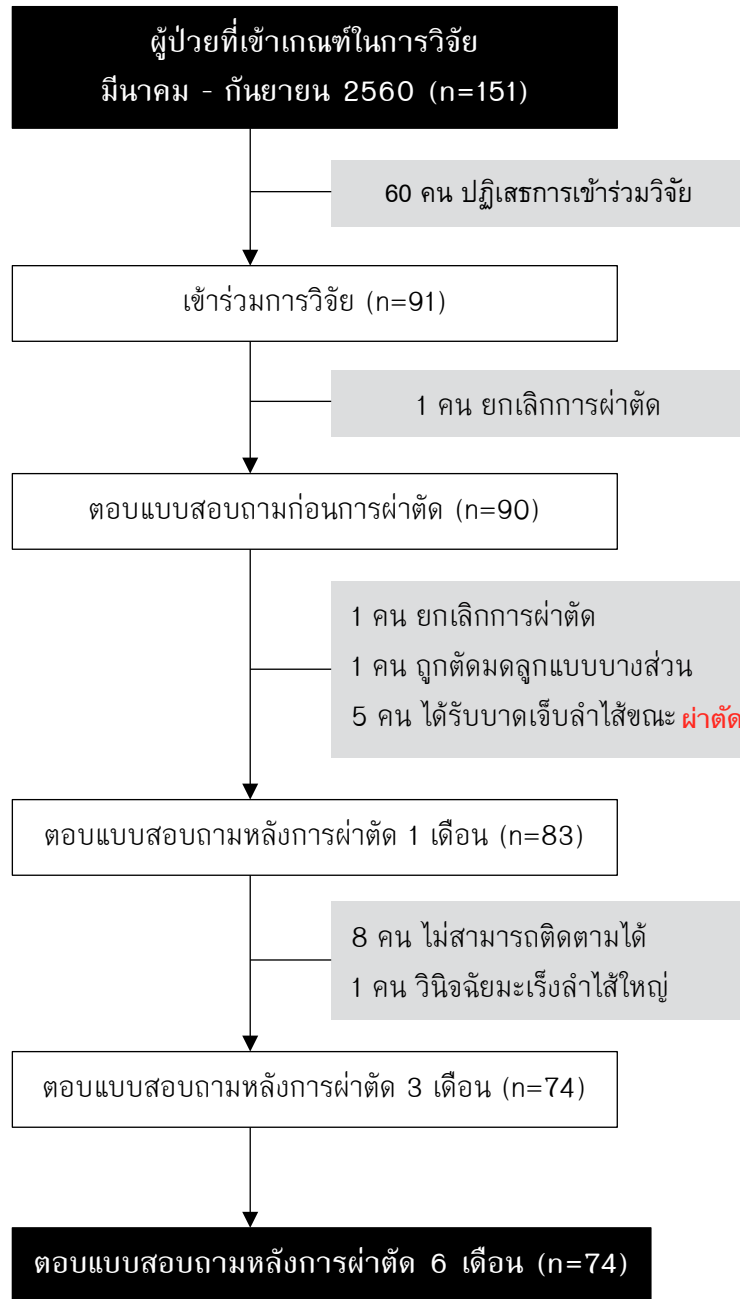 ผู้ป่วยที่เข้าเกณฑ์ในการวิจัย
มีนาคม - กันยายน 2560 (n=151)
60 คน ปฏิเสธการเข้าร่วมวิจัย
เข้าร่วมการวิจัย (n=91)
1 คน ยกเลิกการผ่าตัด
ตอบแบบสอบถามก่อนการผ่าตัด (n=90)
1 คน ยกเลิกการผ่าตัด
1 คน ถูกตัดมดลูกแบบบางส่วน
5 คน ได้รับบาดเจ็บลำไส้ขณะ ผ่าตัด
ตอบแบบสอบถามหลังการผ่าตัด 1 เดือน (n=83)
8 คน ไม่สามารถติดตามได้
1 คน วินิจฉัยมะเร็งลำไส้ใหญ่
ตอบแบบสอบถามหลังการผ่าตัด 3 เดือน (n=74)
ตอบแบบสอบถามหลังการผ่าตัด 6 เดือน (n=74)